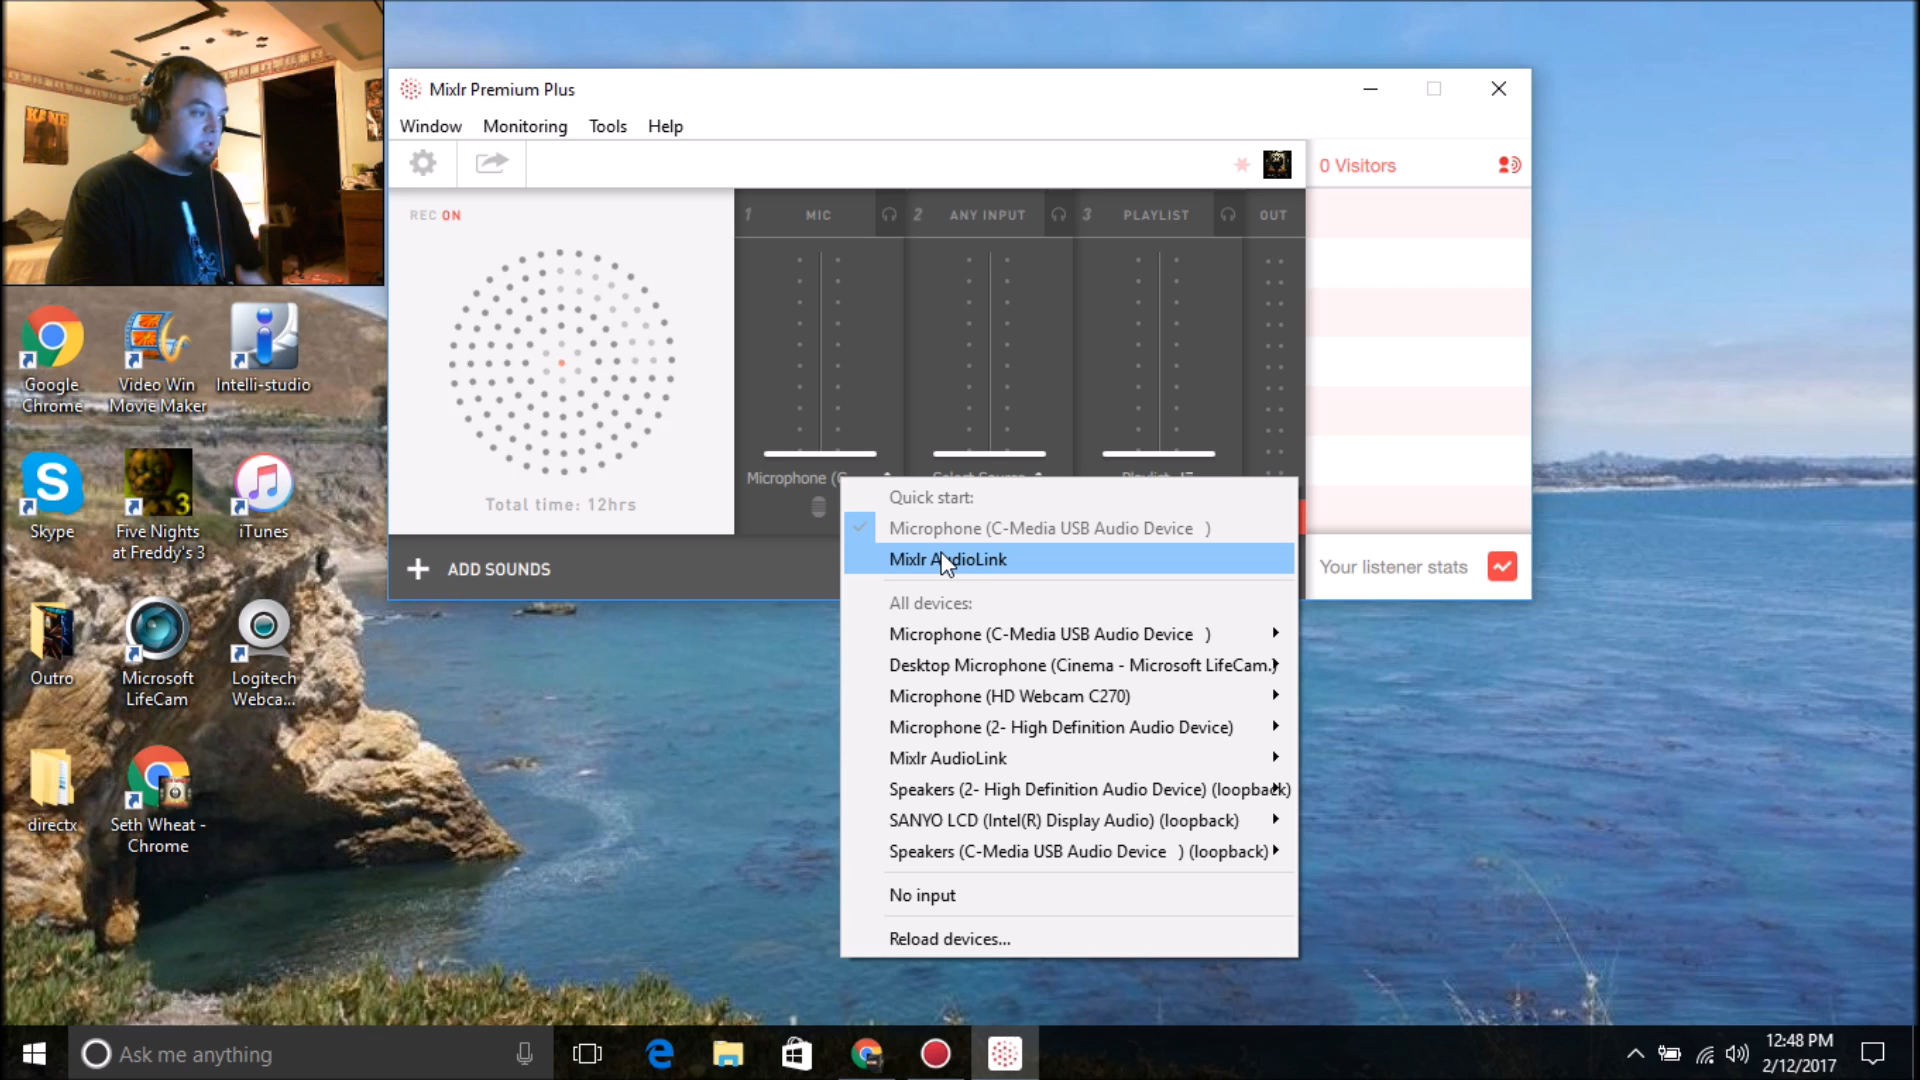 KANE
Mixlr Premium Plus
Window Monitoring Tools Help
0 Visitors
REC ON
1 MIC 2 ANY INPUT 3 PLAYLIST OUT
Total time: 12hrs
Microphone (C
Select Source
Playlist
ADD SOUNDS
Your listener stats
Quick start:
Microphone (C-Media USB Audio Device )
Mixlr AudioLink
All devices:
Microphone (C-Media USB Audio Device )
Desktop Microphone (Cinema - Microsoft LifeCam.)
Microphone (HD Webcam C270)
Microphone (2- High Definition Audio Device)
Mixlr AudioLink
Speakers (2- High Definition Audio Device) (loopback)
SANYO LCD (Intel(R) Display Audio) (loopback)
Speakers (C-Media USB Audio Device ) (loopback)
No input
Reload devices...
Google
Chrome
Video Win
Movie Maker
Intelli-studio
Skype
Five Nights
at Freddy's 3
3
iTunes
Outro
Microsoft
LifeCam
Logitech
Webca...
directx
Seth Wheat -
Chrome
Ask me anything
12:48 PM
2/12/2017